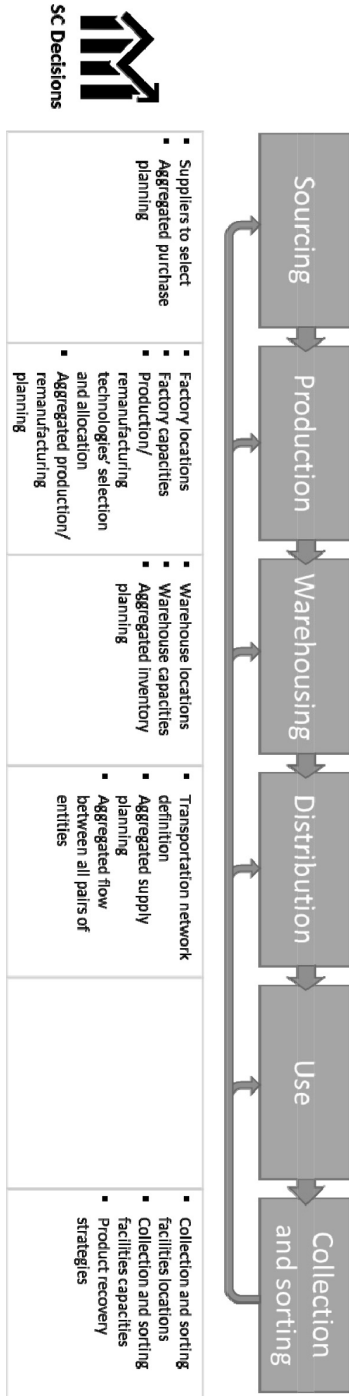 Sourcing
Production
Warehousing
Distribution
Use
Collection
and sorting
SC Decisions
▪ Suppliers to select
▪ Aggregated purchase
planning
▪ Factory locations
▪ Factory capacities
▪ Production/
remanufacturing
technologies’ selection
and allocation
▪ Aggregated production/
remanufacturing
planning
▪ Warehouse locations
▪ Warehouse capacities
▪ Aggregated inventory
planning
▪ Transportation network
definition
▪ Aggregated supply
planning
▪ Aggregated flow
between all pairs of
entities
▪ Collection and sorting
facilities locations
▪ Collection and sorting
facilities capacities
▪ Product recovery
strategies